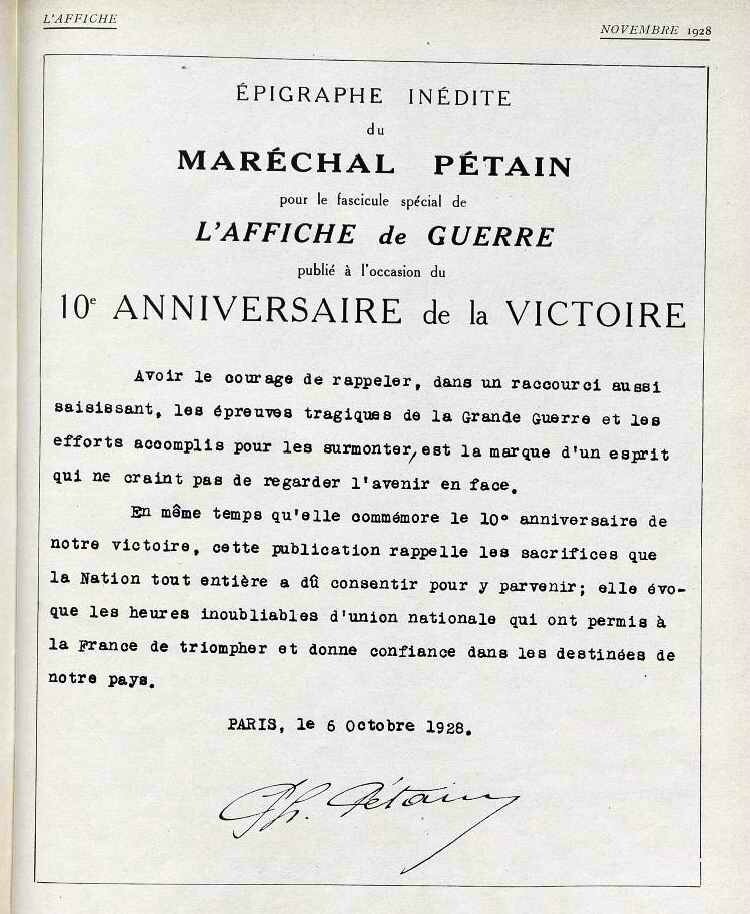 L'AFFICHE
NOVEMBRE 1928
ÉPIGRAPHE INÉDITE
du
MARÉCHAL PÉTAIN
pour le fascicule spécial de
L'AFFICHE de GUERRE
publié à l'occasion du
10e ANNIVERSAIRE de la VICTOIRE
Avoir le courage de rappeler, dans un raccourci aussi
saisissant, les épreuves tragiques de la Grande Guerre et les
efforts accomplis pour les surmonter, est la marque d'un esprit
qui ne craint pas de regarder l'avenir en face.
En même temps qu'elle commémore le 10e anniversaire de
notre victoire, cette publication rappelle les sacrifices que
la Nation tout entière a dû consentir pour y parvenir; elle évo-
que les heures inoubliables d'union nationale qui ont permis à
la France de triompher et donne confiance dans les destinées de
notre pays.
PARIS, le 6 Octobre 1928.
Ph. Pétain